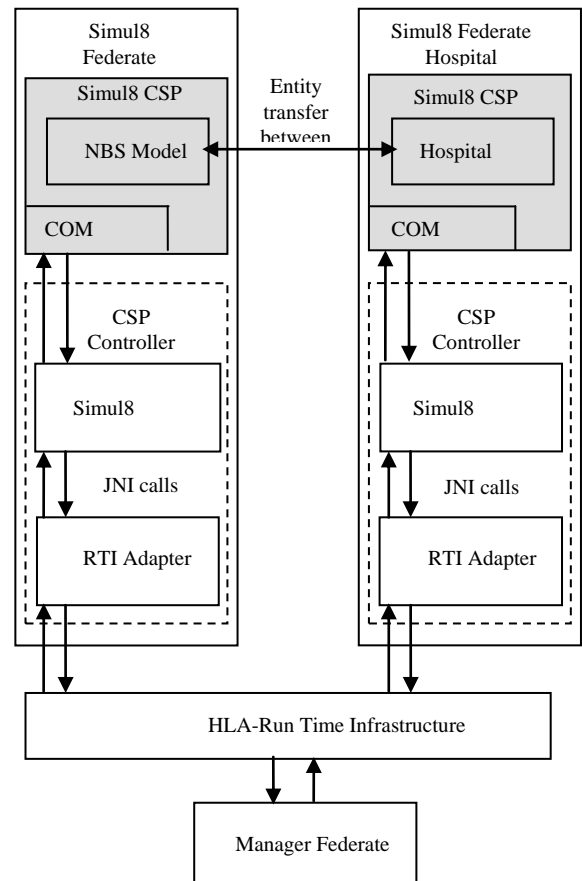 Simul8
Federate
Simul8 CSP
NBS Model
COM
CSP
Controller
Simul8
JNI calls
RTI Adapter
Entity
transfer
between
Simul8 Federate
Hospital
Simul8 CSP
Hospital
COM
CSP
Controller
Simul8
JNI calls
RTI Adapter
HLA-Run Time Infrastructure
Manager Federate